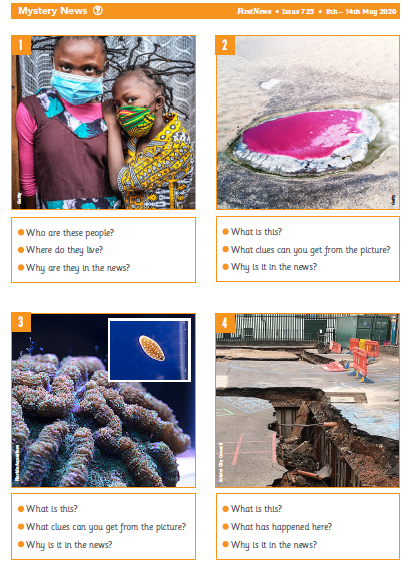 Mystery News ?
FirstNews • Issue 725 • 8th – 14th May 2020
1
2
Getty
Getty
● Who are these people?
● Where do they live?
● Why are they in the news?
● What is this?
● What clues can you get from the picture?
● Why is it in the news?
3
4
● What is this?
● What clues can you get from the picture?
● Why is it in the news?
● What is this?
● What has happened here?
● Why is it in the news?